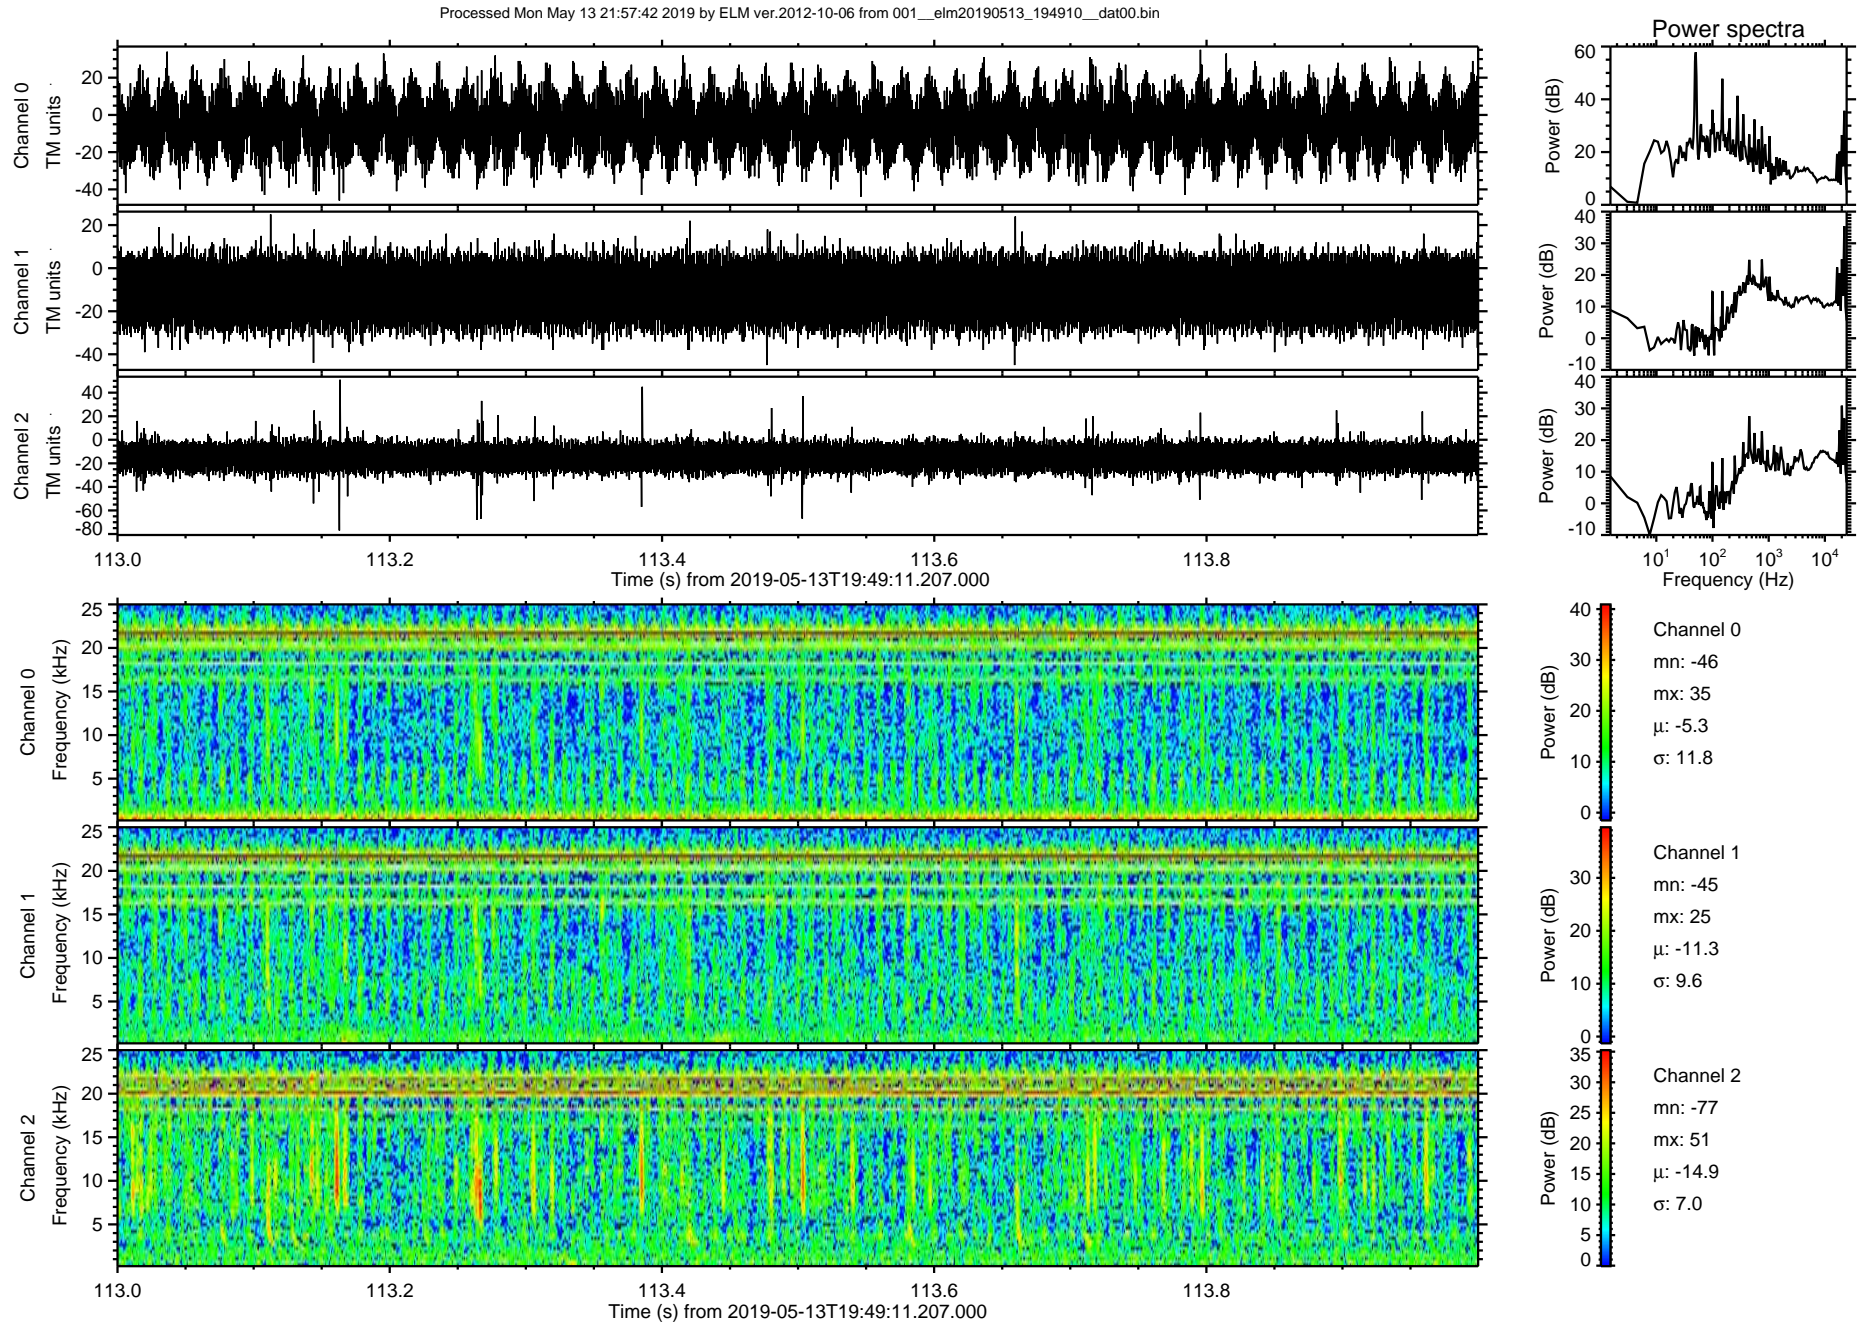 Processed Mon May 13 21:57:42 2019 by ELM ver.2012-10-06 from 001__elm20190513_194910__dat00.bin
Power spectra
Channel 0
TM units
20
0
-20
-40
Power (dB)
60
40
20
0
Channel 1
TM units
20
0
-20
-40
Power (dB)
40
30
20
10
0
-10
Channel 2
TM units
40
20
0
-20
-40
-60
-80
Power (dB)
40
30
20
10
0
-10
113.0 113.2 113.4 113.6 113.8
Time (s) from 2019-05-13T19:49:11.207.000
10¹ 10² 10³ 10⁴
Frequency (Hz)
Channel 0
Frequency (kHz)
25
20
15
10
5
Power (dB)
40
30
20
10
0
Channel 0
mn: -46
mx: 35
μ: -5.3
σ: 11.8
Channel 1
Frequency (kHz)
25
20
15
10
5
Power (dB)
30
20
10
0
Channel 1
mn: -45
mx: 25
μ: -11.3
σ: 9.6
Channel 2
Frequency (kHz)
25
20
15
10
5
Power (dB)
35
30
25
20
15
10
5
0
Channel 2
mn: -77
mx: 51
μ: -14.9
σ: 7.0
113.0 113.2 113.4 113.6 113.8
Time (s) from 2019-05-13T19:49:11.207.000